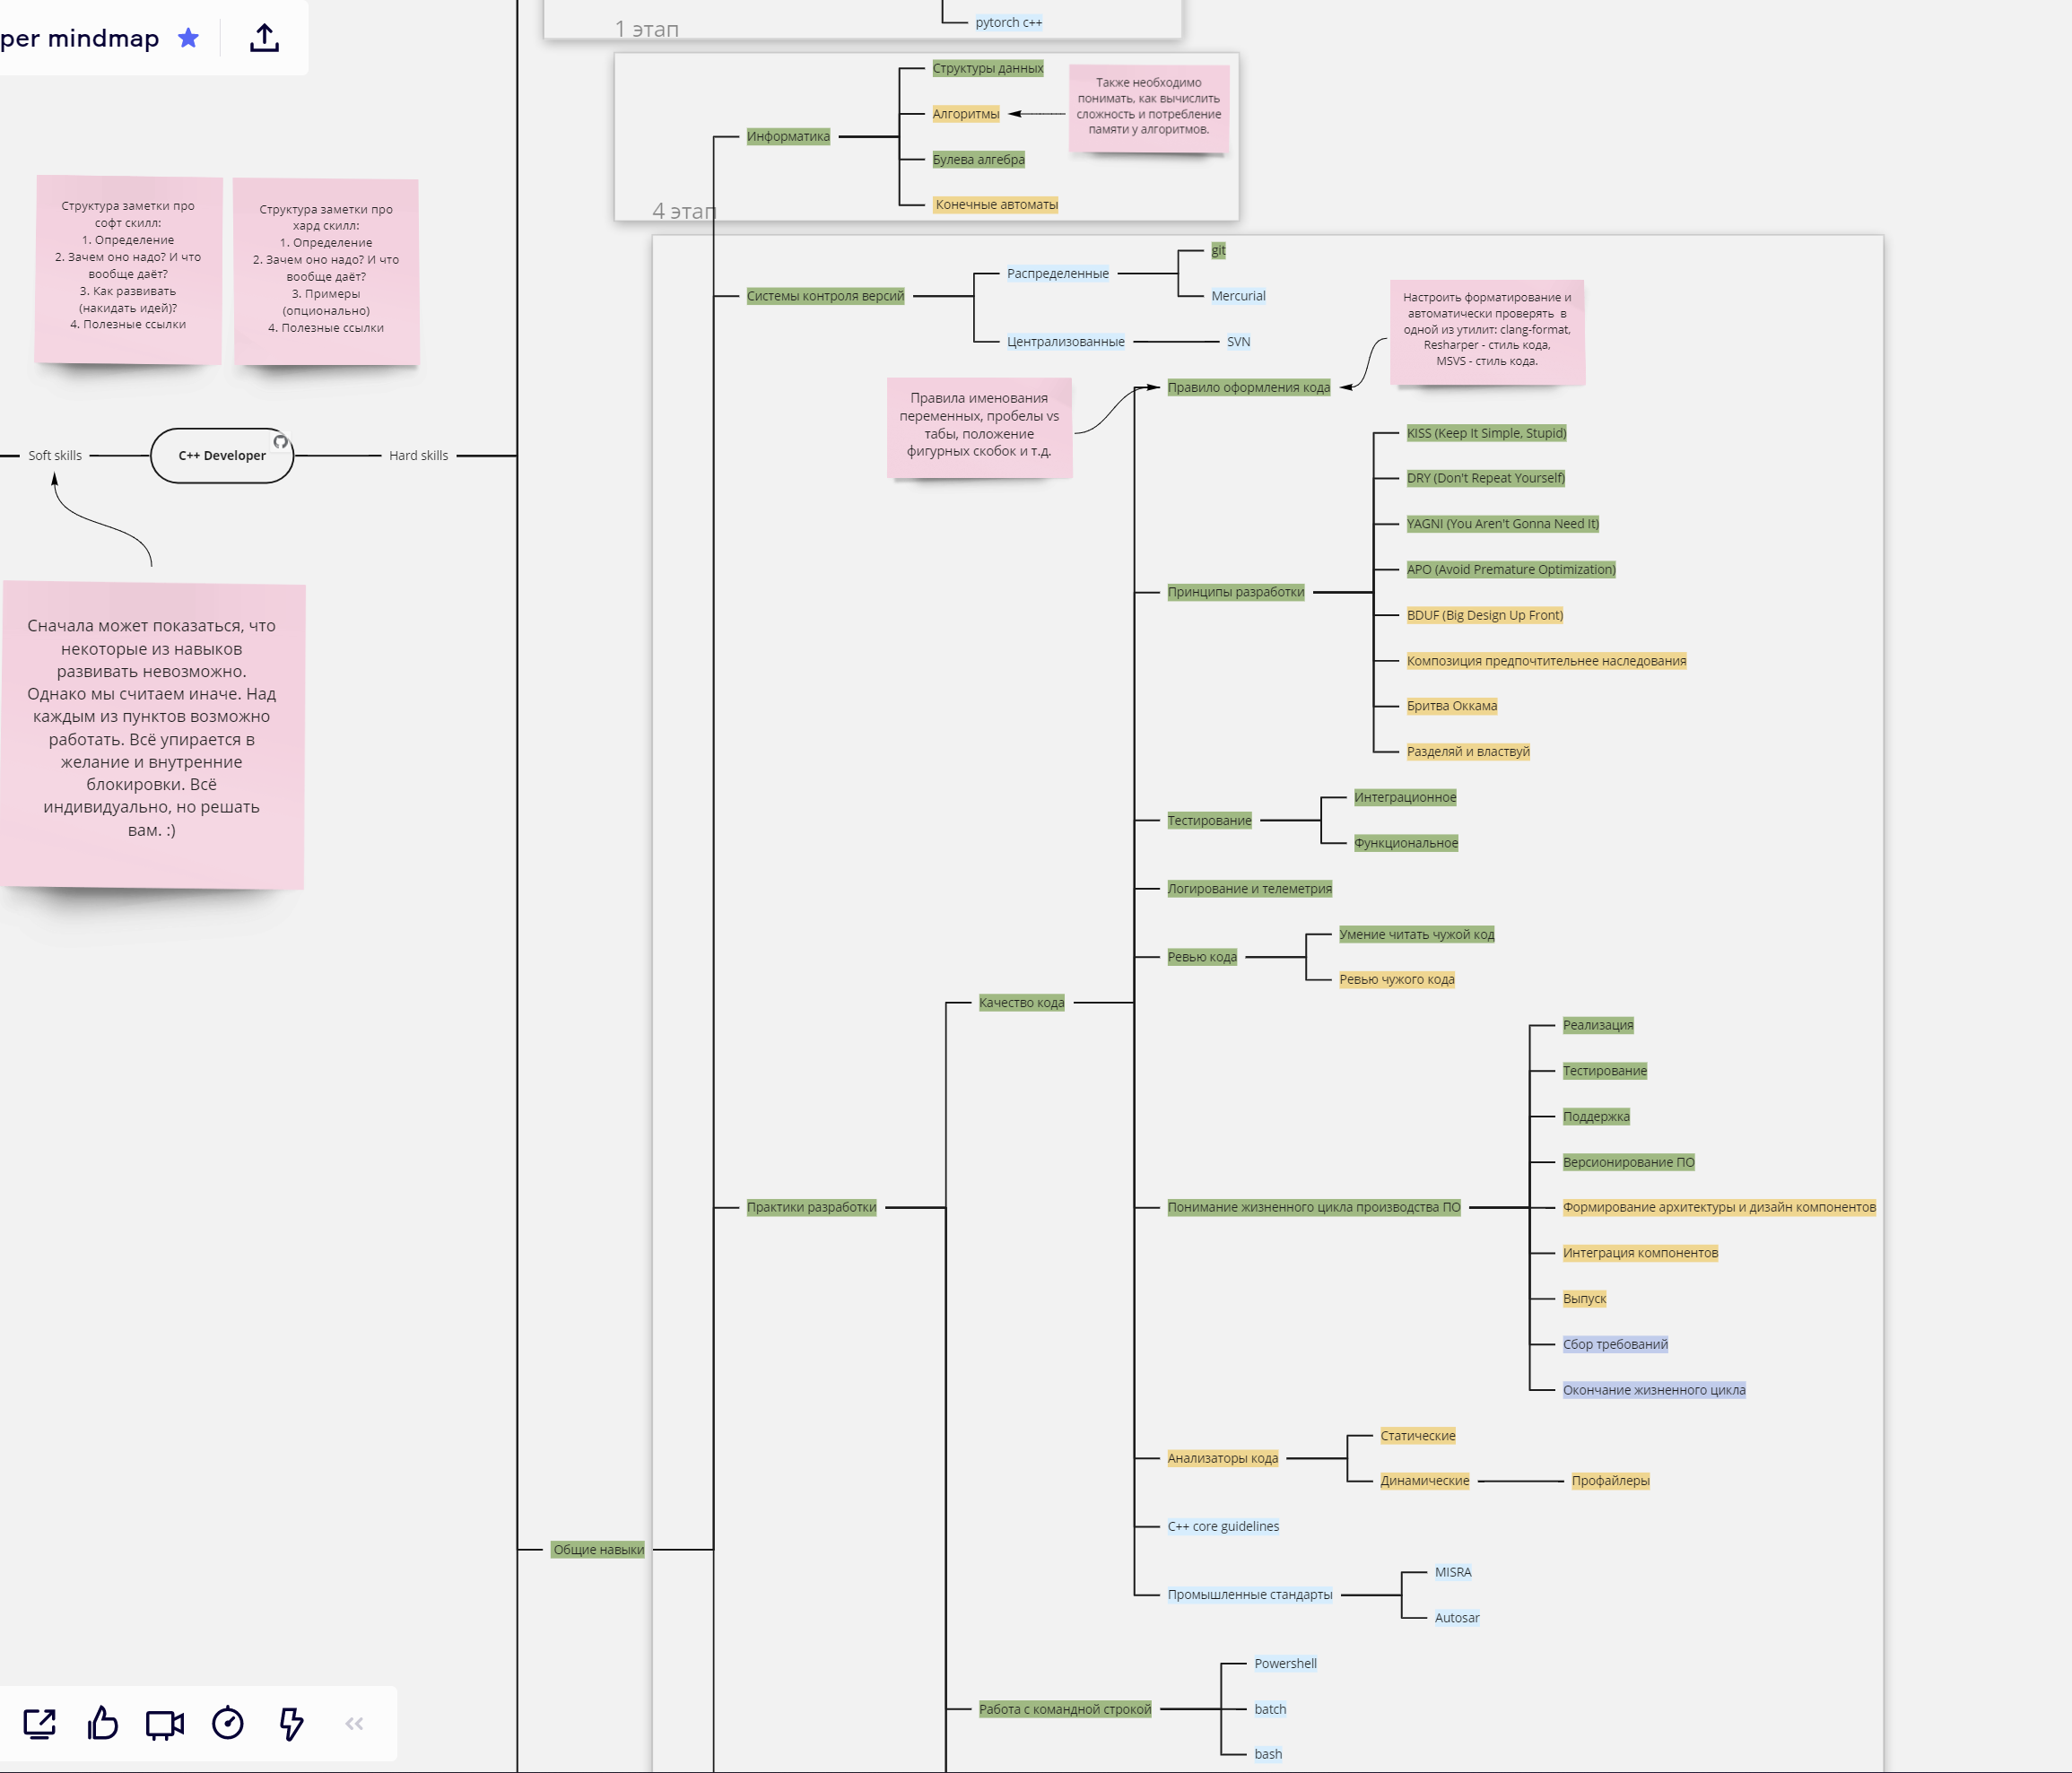 per mindmap
pytorch c++
1 этап
Структуры данных
Также необходимо
понимать, как вычислить
сложность и потребление
памяти у алгоритмов.
Алгоритмы
Информатика
Булева алгебра
Конечные автоматы
4 этап
Структура заметки про
софт скилл:
1. Определение
2. Зачем оно надо? И что
вообще даёт?
3. Как развивать
(накидать идей)?
4. Полезные ссылки
Структура заметки про
хард скилл:
1. Определение
2. Зачем оно надо? И что
вообще даёт?
3. Примеры
(опционально)
4. Полезные ссылки
git
Распределенные
Системы контроля версий
Mercurial
Централизованные
SVN
Настроить форматирование и
автоматически проверять в
одной из утилит: clang-format,
Resharper - стиль кода,
MSVS - стиль кода.
Правило оформления кода
Правила именования
переменных, пробелы vs
табы, положение
фигурных скобок и т.д.
Soft skills
C++ Developer
Hard skills
KISS (Keep It Simple, Stupid)
DRY (Don't Repeat Yourself)
YAGNI (You Aren't Gonna Need It)
APO (Avoid Premature Optimization)
Принципы разработки
BDUF (Big Design Up Front)
Композиция предпочтительнее наследования
Бритва Оккама
Разделяй и властвуй
Сначала может показаться, что
некоторые из навыков
развивать невозможно.
Однако мы считаем иначе. Над
каждым из пунктов возможно
работать. Всё упирается в
желание и внутренние
блокировки. Всё
индивидуально, но решать
вам. :)
Интеграционное
Тестирование
Функциональное
Логирование и телеметрия
Умение читать чужой код
Ревью кода
Ревью чужого кода
Качество кода
Реализация
Тестирование
Поддержка
Версионирование ПО
Практики разработки
Понимание жизненного цикла производства ПО
Формирование архитектуры и дизайн компонентов
Интеграция компонентов
Выпуск
Сбор требований
Окончание жизненного цикла
Статические
Анализаторы кода
Динамические
Профайлеры
C++ core guidelines
Общие навыки
MISRA
Промышленные стандарты
Autosar
Powershell
Работа с командной строкой
batch
bash